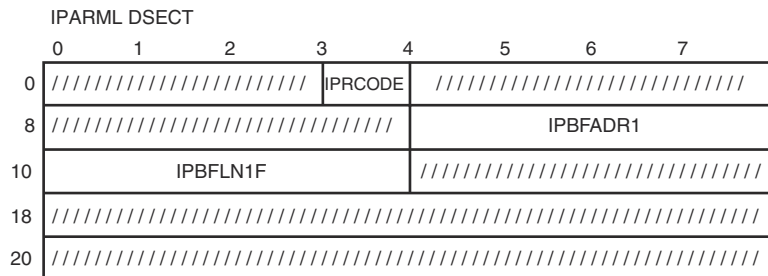 IPARML DSECT
0 1 2 3 4 5 6 7
0 /////////////////////// IPRCODE ////////////////////////////
8 /////////////////////////////// IPBFADR1
10 IPBFLN1F ///////////////////////////////
18 ///////////////////////////////////////////////////////////////////
20 ///////////////////////////////////////////////////////////////////